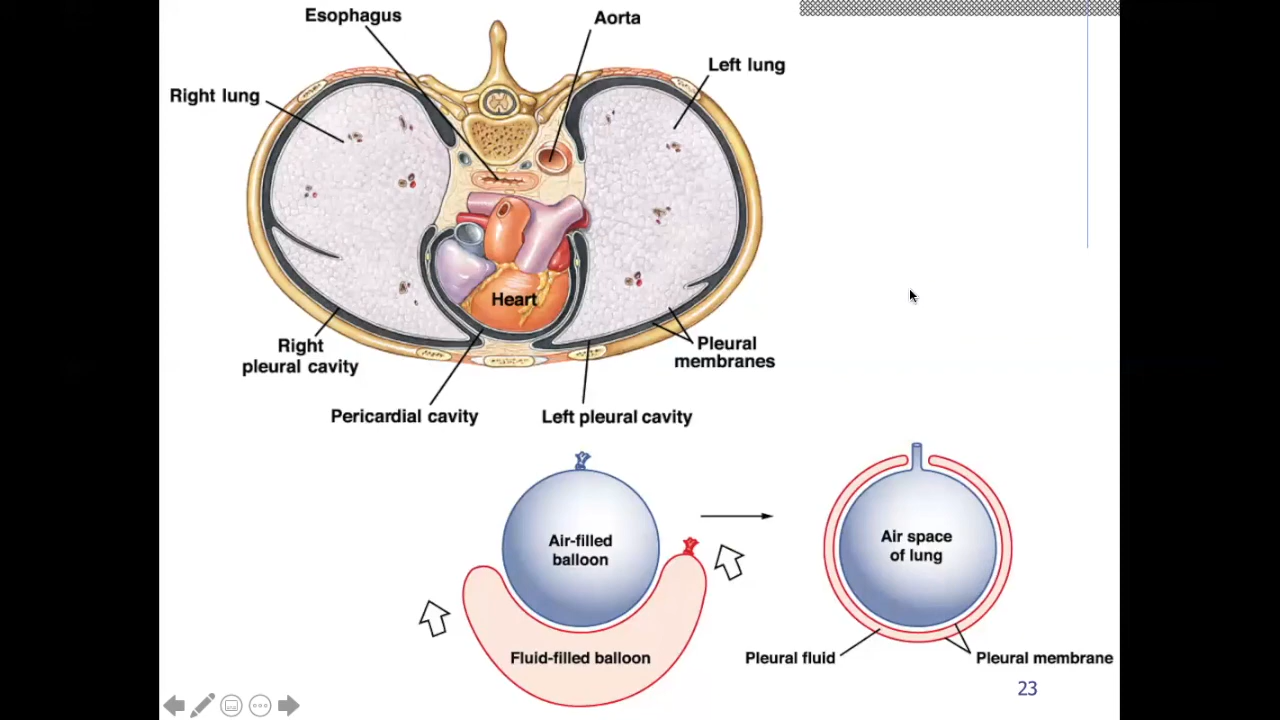 Esophagus
Aorta
Left lung
Right lung
Heart
Right
pleural cavity
Pleural
membranes
Pericardial cavity
Left pleural cavity
Air-filled
balloon
Air space
of lung
Fluid-filled balloon
Pleural fluid
Pleural membrane
23